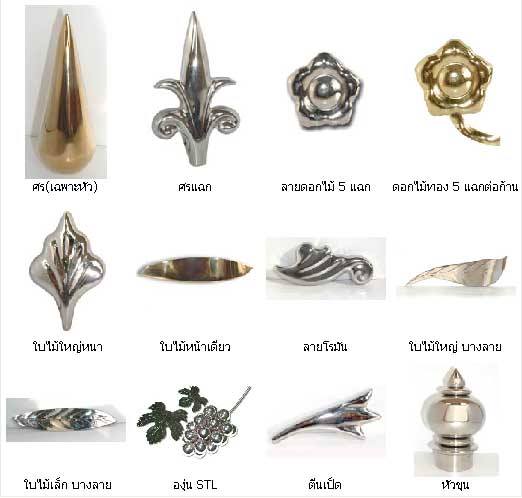 ศร(เฉพาะหัว) ศรแฉก ลายดอกไม้ 5 แฉก ดอกไม้ทอง 5 แฉกต่อก้าน
ใบไม้ใหญ่หนา ใบไม้หน้าเดียว ลายโรมัน ใบไม้ใหญ่ บางลาย
ใบไม้เล็ก บางลาย องุ่น STL ตีนเป็ด หัวขุน